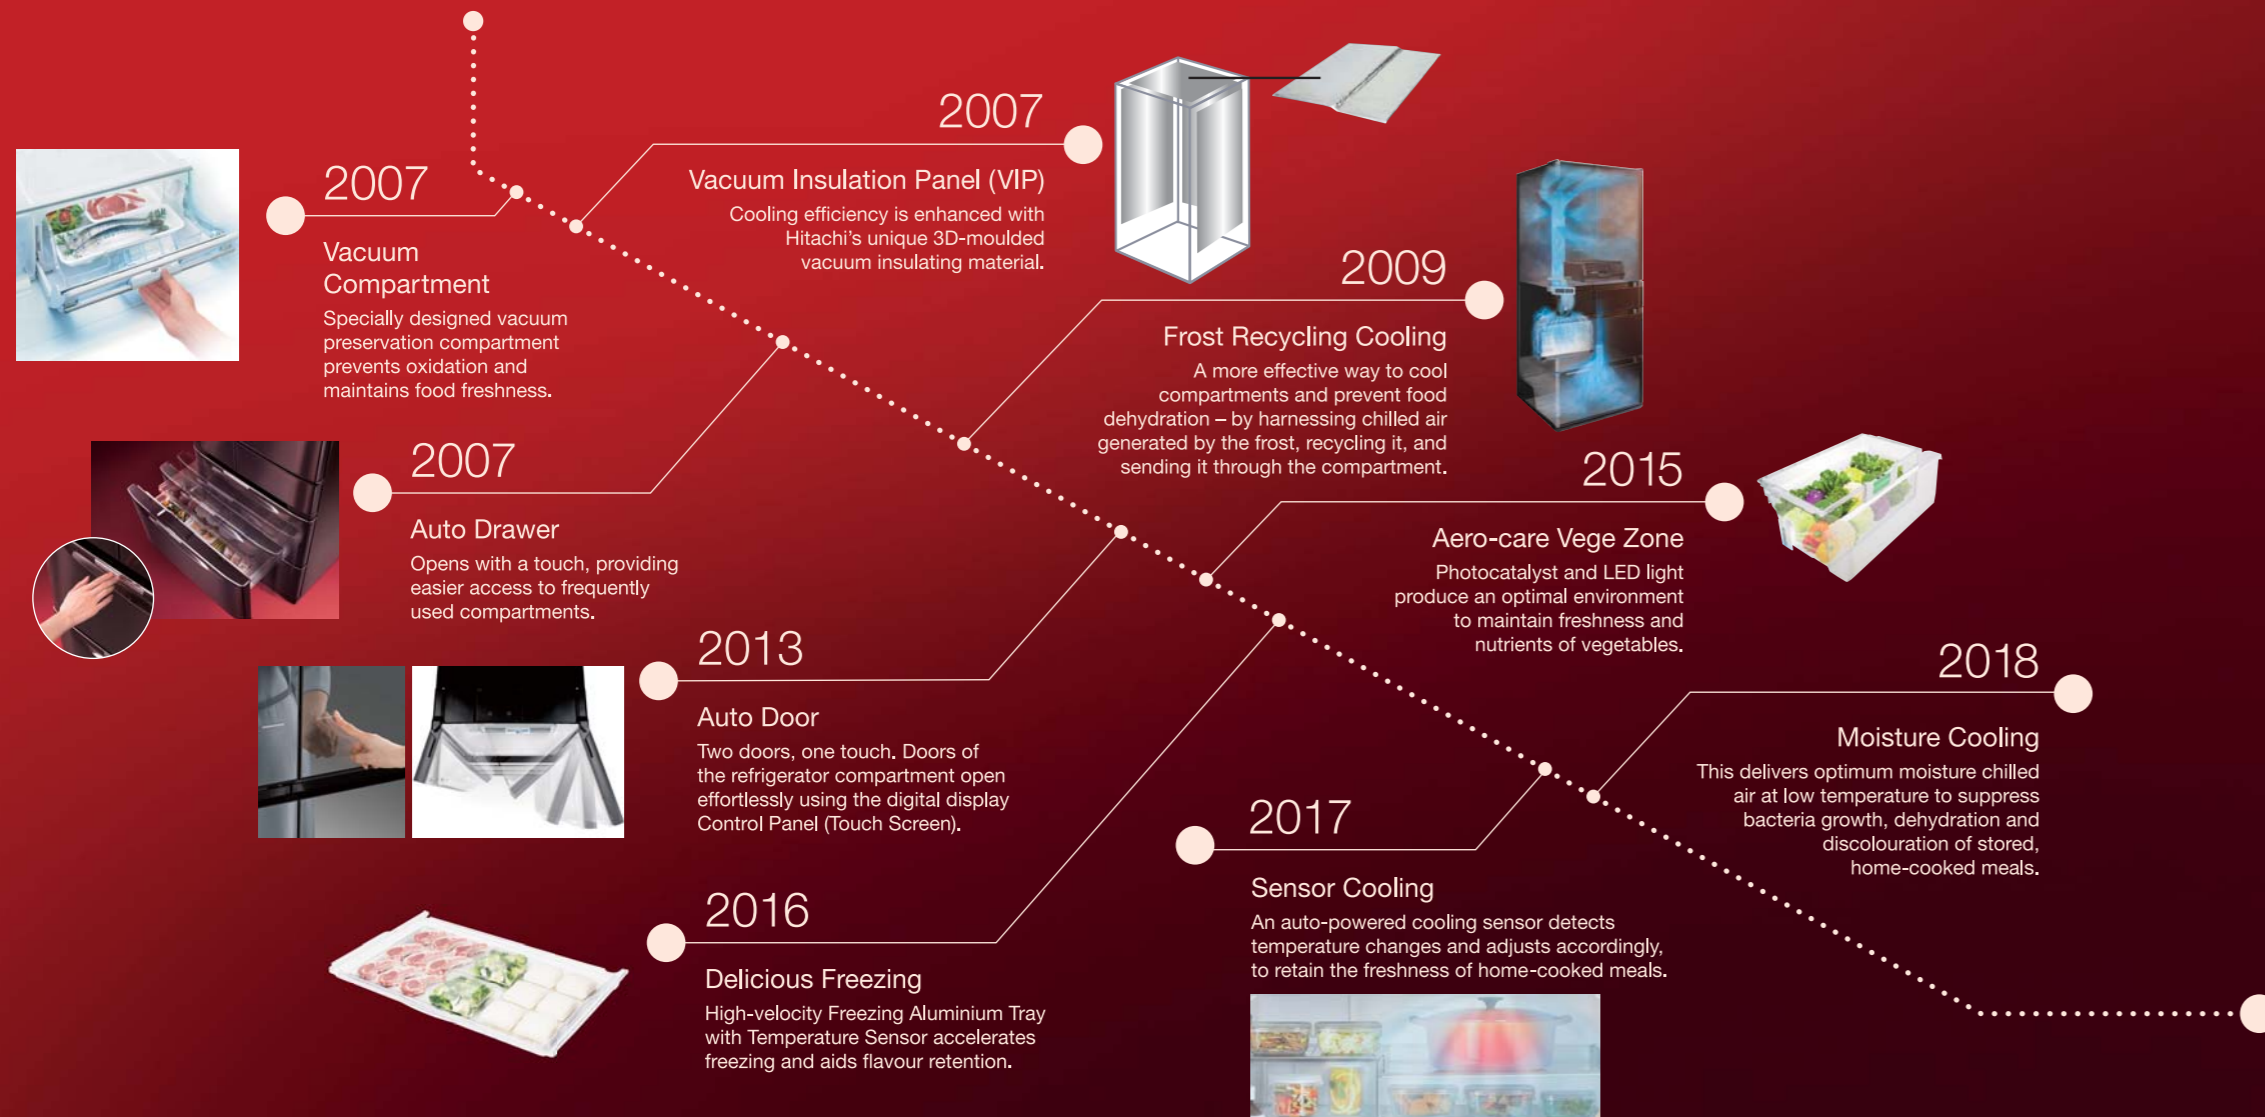 2007
Vacuum
Compartment
Specially designed vacuum
preservation compartment
prevents oxidation and
maintains food freshness.
2007
Vacuum Insulation Panel (VIP)
Cooling efficiency is enhanced with
Hitachi’s unique 3D-moulded
vacuum insulating material.
2007
Auto Drawer
Opens with a touch, providing
easier access to frequently
used compartments.
2009
Frost Recycling Cooling
A more effective way to cool
compartments and prevent food
dehydration – by harnessing chilled air
generated by the frost, recycling it, and
sending it through the compartment.
2013
Auto Door
Two doors, one touch. Doors of
the refrigerator compartment open
effortlessly using the digital display
Control Panel (Touch Screen).
2015
Aero-care Vege Zone
Photocatalyst and LED light
produce an optimal environment
to maintain freshness and
nutrients of vegetables.
2016
Delicious Freezing
High-velocity Freezing Aluminium Tray
with Temperature Sensor accelerates
freezing and aids flavour retention.
2017
Sensor Cooling
An auto-powered cooling sensor detects
temperature changes and adjusts accordingly,
to retain the freshness of home-cooked meals.
2018
Moisture Cooling
This delivers optimum moisture chilled
air at low temperature to suppress
bacteria growth, dehydration and
discolouration of stored,
home-cooked meals.